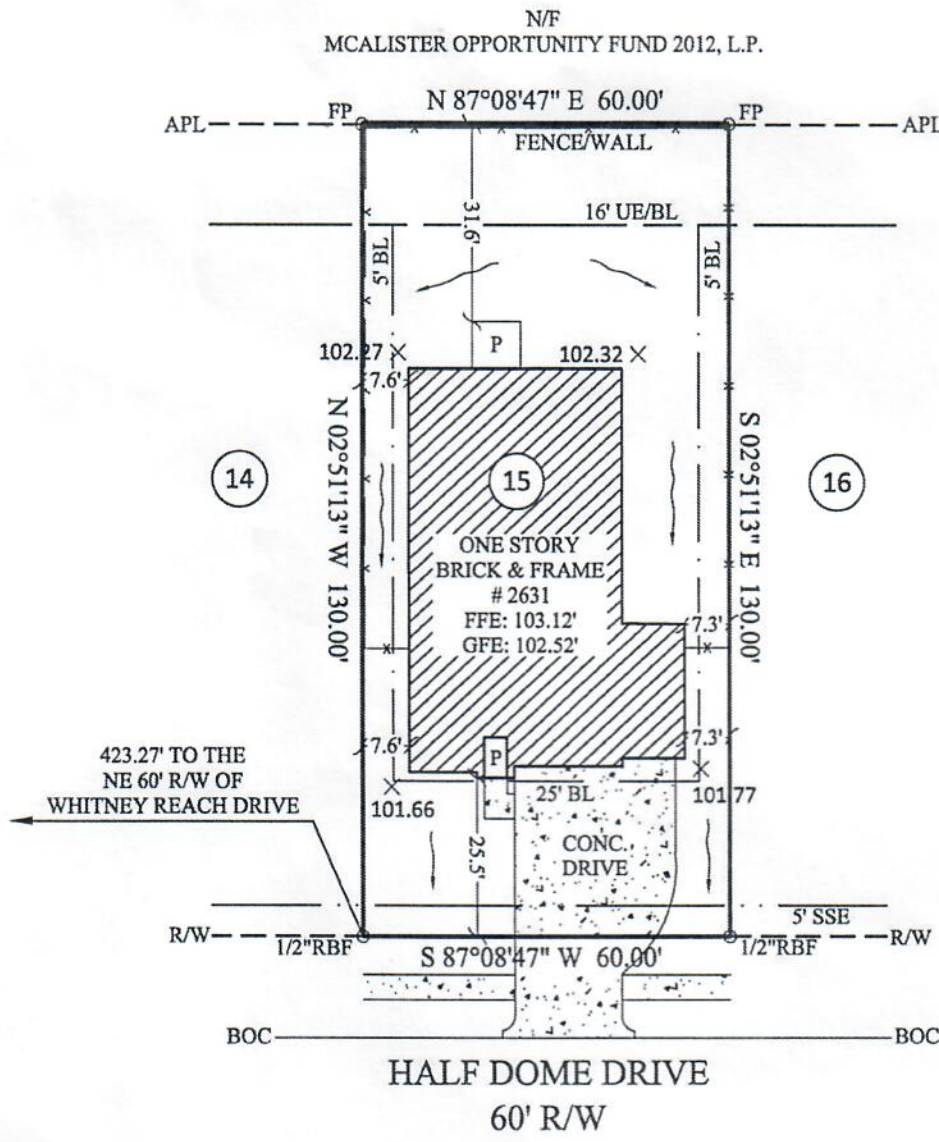 N/F
MCALISTER OPPORTUNITY FUND 2012, L.P.
N 87°08'47" E 60.00'
FP
FP
APL
APL
FENCE/WALL
16' UE/BL
31.6'
5' BL
5' BL
P
102.27
102.32
7.6'
N 02°51'13" W 130.00'
S 02°51'13" E 130.00'
14
15
16
ONE STORY
BRICK & FRAME
# 2631
FFE: 103.12'
GFE: 102.52'
7.3'
7.6'
7.3'
P
423.27' TO THE
NE 60' R/W OF
WHITNEY REACH DRIVE
101.66
25' BL
101.77
25.5'
CONC.
DRIVE
5' SSE
R/W
R/W
1/2"RBF
1/2"RBF
S 87°08'47" W 60.00'
BOC
BOC
HALF DOME DRIVE
60' R/W